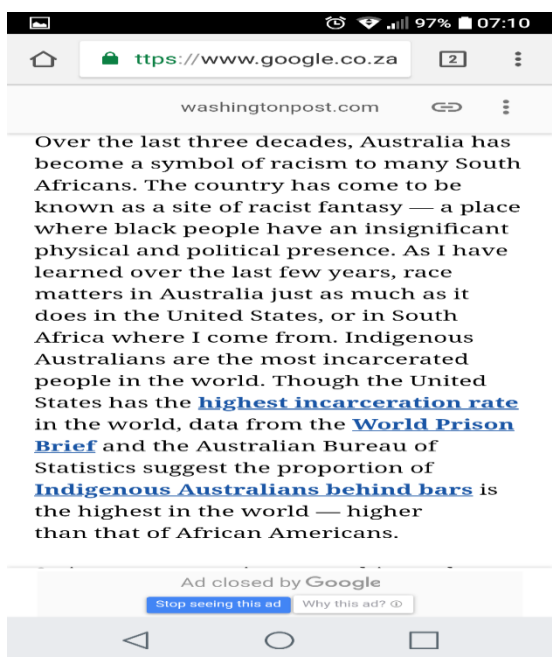 97% 07:10
ttps://www.google.co.za 2
washingtonpost.com
Over the last three decades, Australia has
become a symbol of racism to many South
Africans. The country has come to be
known as a site of racist fantasy — a place
where black people have an insignificant
physical and political presence. As I have
learned over the last few years, race
matters in Australia just as much as it
does in the United States, or in South
Africa where I come from. Indigenous
Australians are the most incarcerated
people in the world. Though the United
States has the highest incarceration rate
in the world, data from the World Prison
Brief and the Australian Bureau of
Statistics suggest the proportion of
Indigenous Australians behind bars is
the highest in the world — higher
than that of African Americans.
Ad closed by Google
Stop seeing this ad Why this ad?